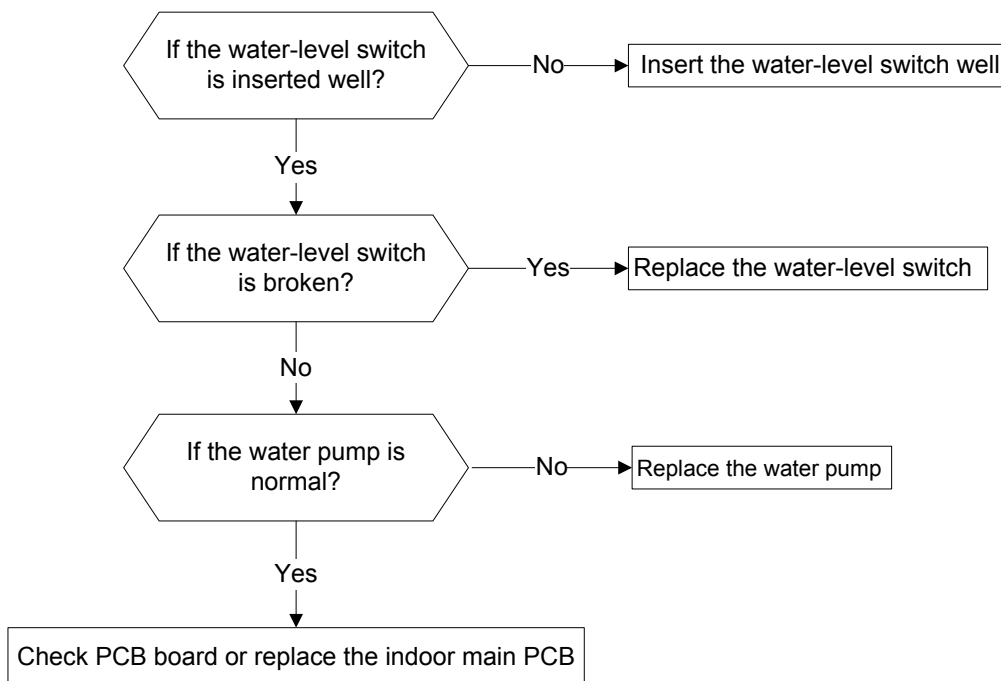 If the water-level switch
is inserted well?
No
Insert the water-level switch well
Yes
If the water-level switch
is broken?
Yes
Replace the water-level switch
No
If the water pump is
normal?
No
Replace the water pump
Yes
Check PCB board or replace the indoor main PCB